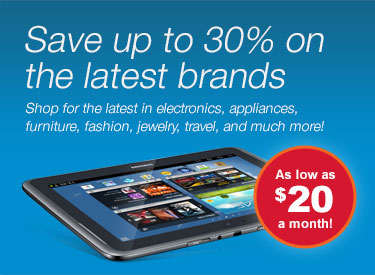 Save up to 30% on
the latest brands
Shop for the latest in electronics, appliances,
furniture, fashion, jewelry, travel, and much more!
As low as
$20
a month!
SAMSUNG